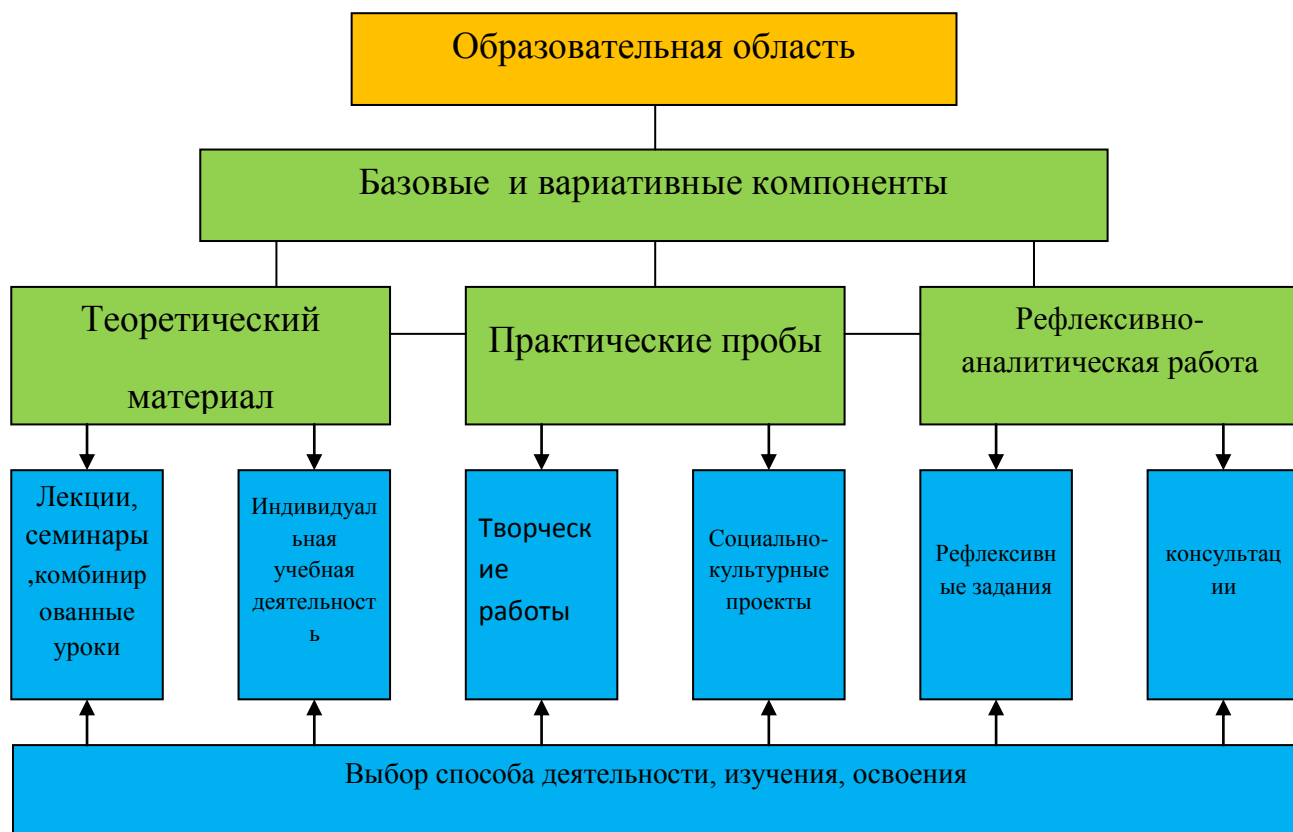 Образовательная область
Базовые и вариативные компоненты
Теоретический
материал
Практические пробы
Рефлексивно-
аналитическая работа
Лекции,
семинары
,комбинир
ованные
уроки
Индивидуал
ьная
учебная
деятельност
ь
Творческ
ие
работы
Социально-
культурные
проекты
Рефлексивн
ые задания
консультац
ии
Выбор способа деятельности, изучения, освоения